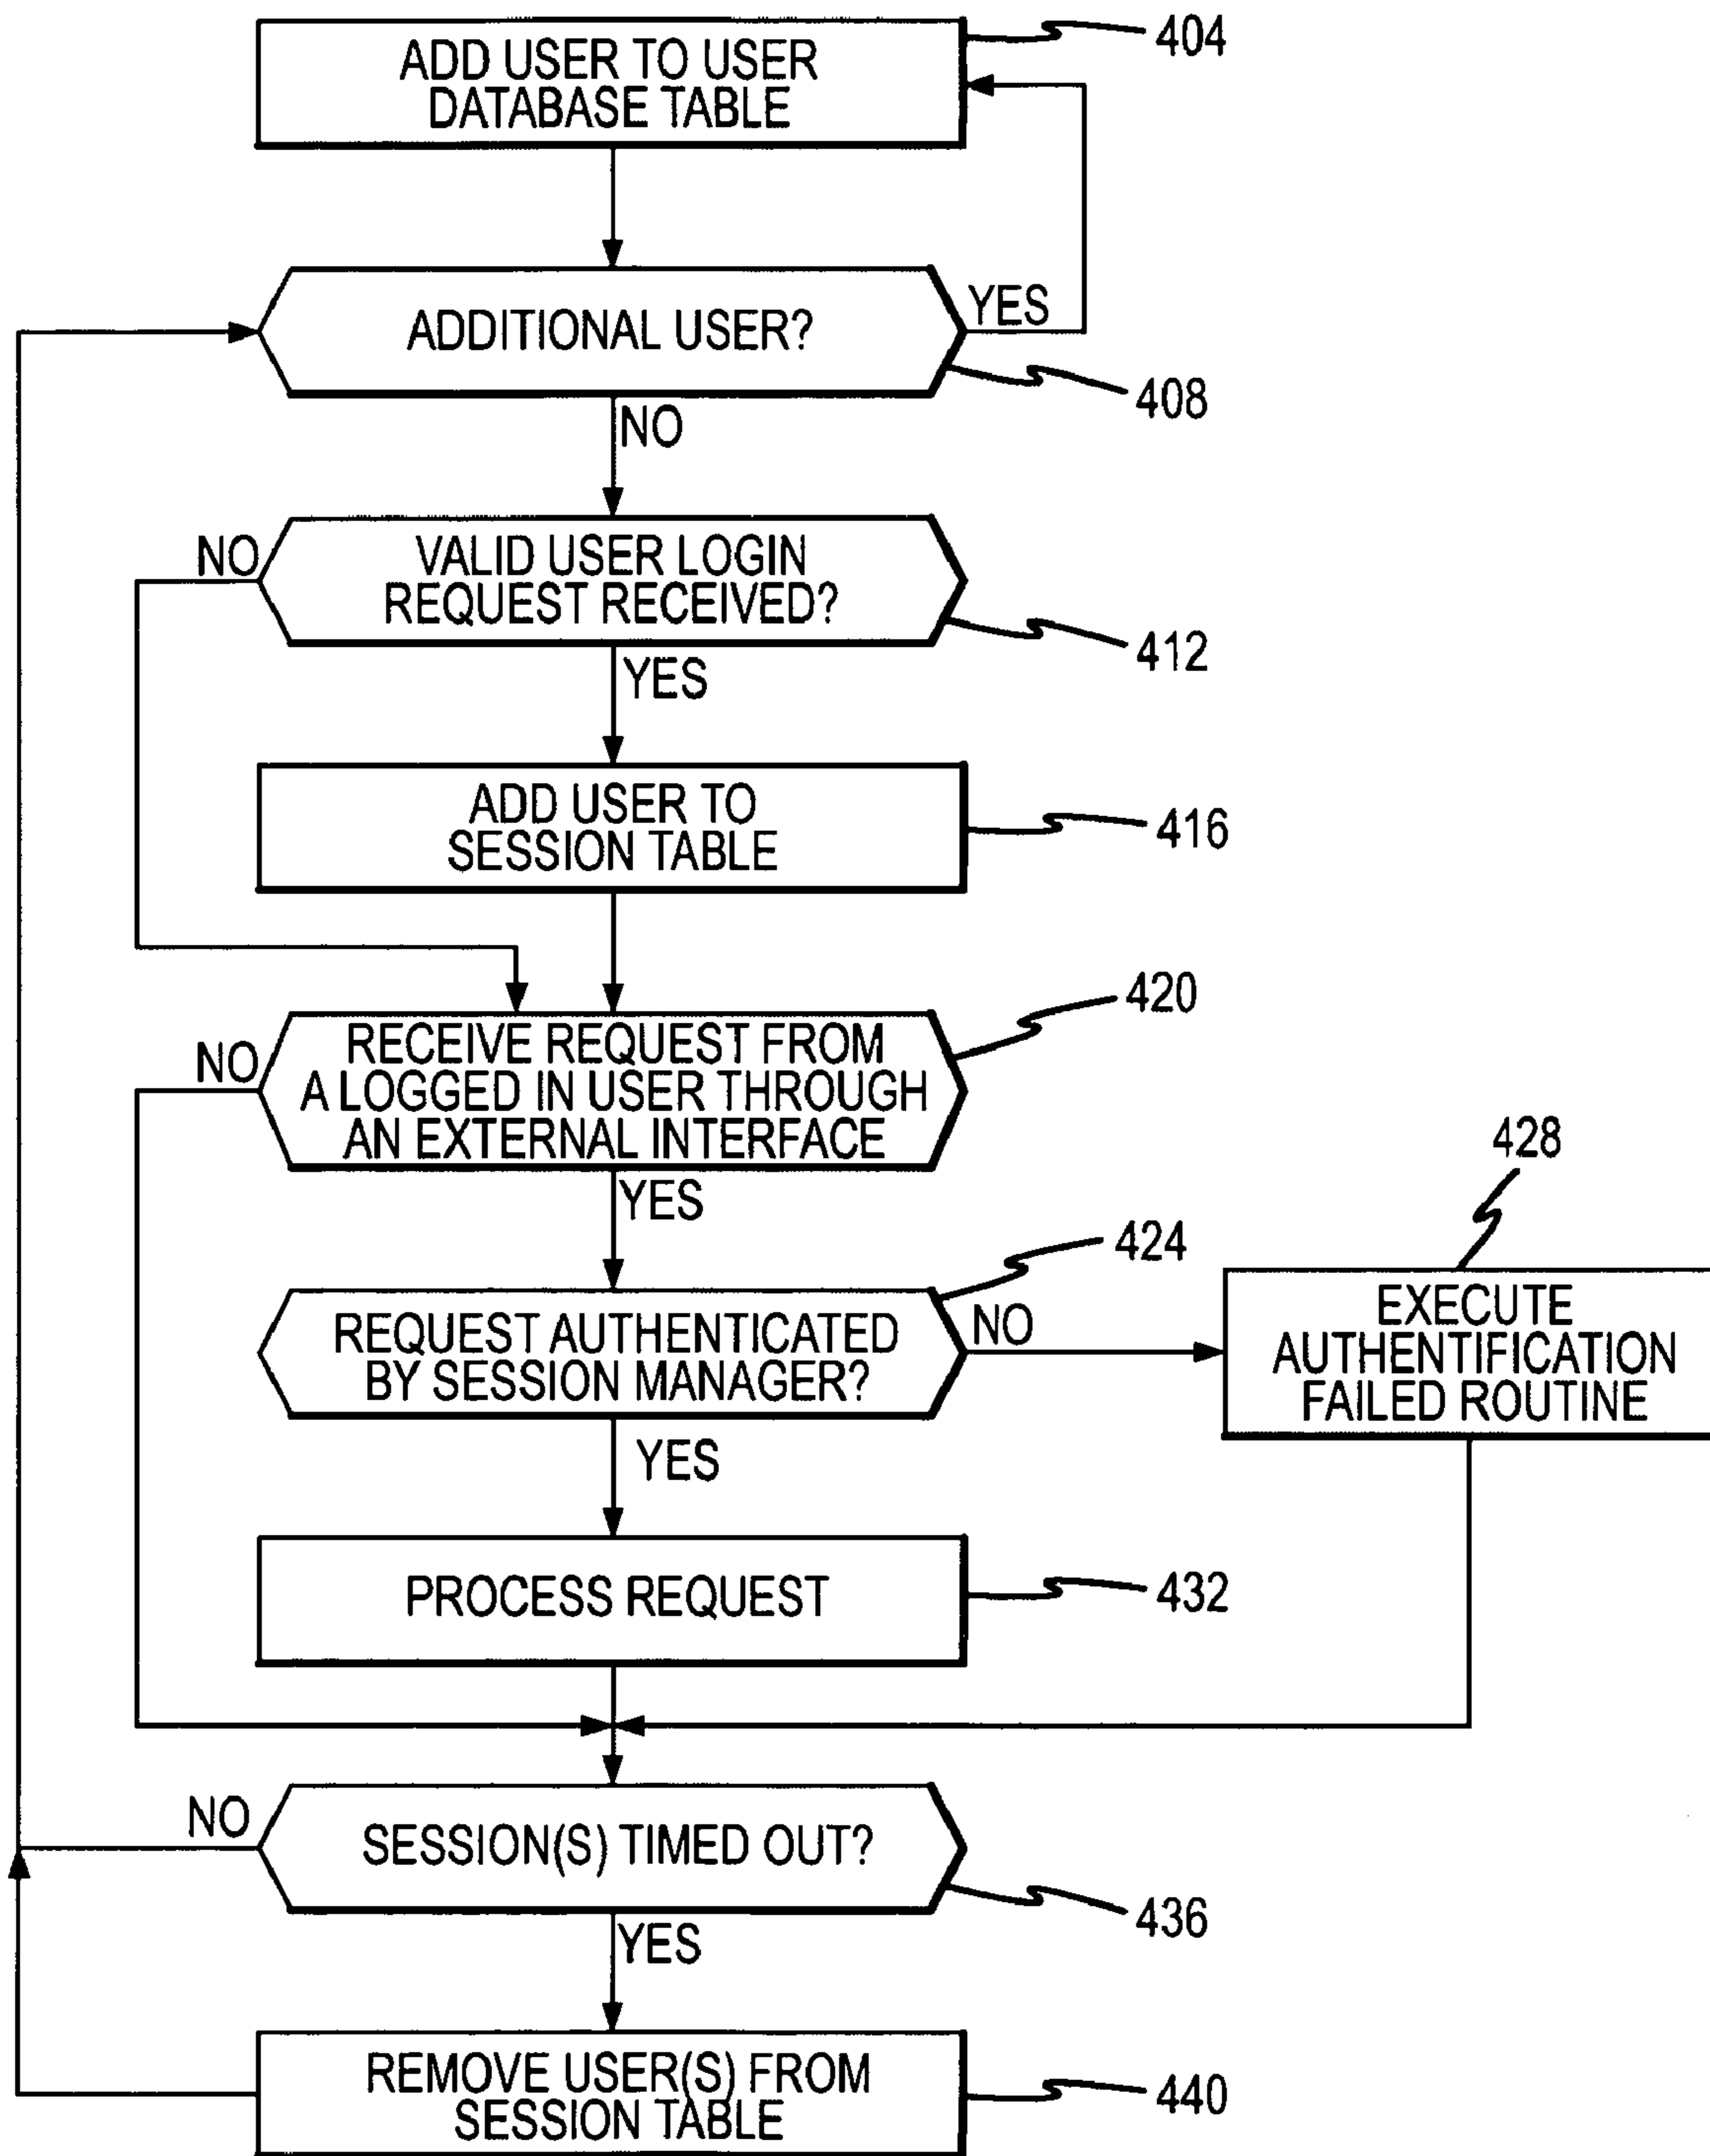 ADD USER TO USER
DATABASE TABLE
404
ADDITIONAL USER?
YES
408
NO
NO
VALID USER LOGIN
REQUEST RECEIVED?
412
YES
ADD USER TO
SESSION TABLE
416
420
NO
RECEIVE REQUEST FROM
A LOGGED IN USER THROUGH
AN EXTERNAL INTERFACE
YES
424
REQUEST AUTHENTICATED
BY SESSION MANAGER?
NO
428
EXECUTE
AUTHENTIFICATION
FAILED ROUTINE
YES
PROCESS REQUEST
432
NO
SESSION(S) TIMED OUT?
436
YES
REMOVE USER(S) FROM
SESSION TABLE
440